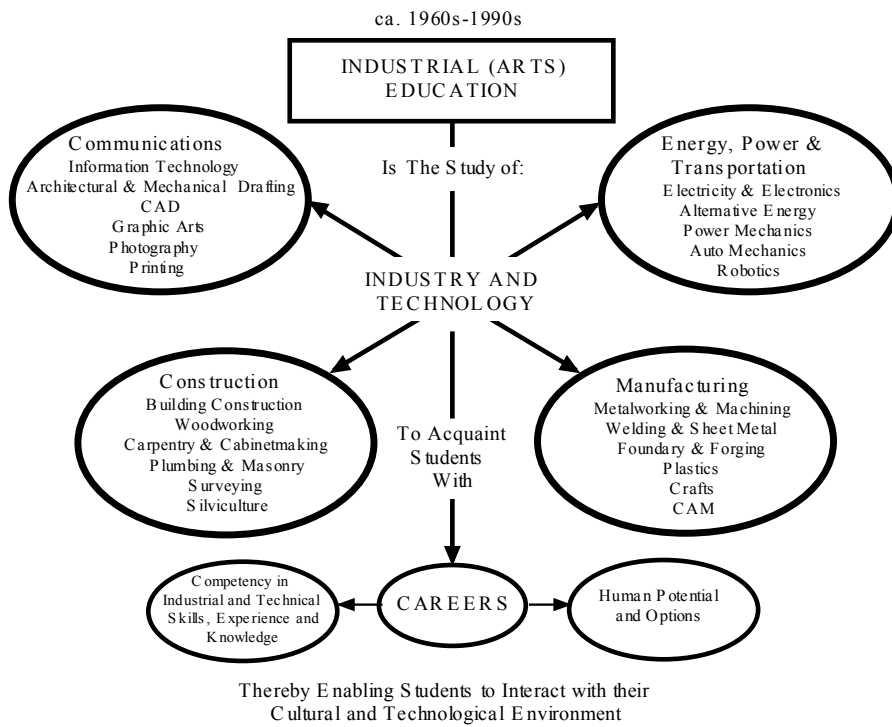 ca. 1960s-1990s
INDUSTRIAL (ARTS)
EDUCATION
Is The Study of:
Communications
Information Technology
Architectural & Mechanical Drafting
CAD
Graphic Arts
Photography
Printing
Energy, Power &
Transportation
Electricity & Electronics
Alternative Energy
Power Mechanics
Auto Mechanics
Robotics
INDUSTRY AND
TECHNOLOGY
Construction
Building Construction
Woodworking
Carpentry & Cabinetmaking
Plumbing & Masonry
Surveying
Silviculture
To Acquaint
Students
With
Manufacturing
Metalworking & Machining
Welding & Sheet Metal
Foundary & Forging
Plastics
Crafts
CAM
Competency in
Industrial and Technical
Skills, Experience and
Knowledge
CAREERS
Human Potential
and Options
Thereby Enabling Students to Interact with their
Cultural and Technological Environment